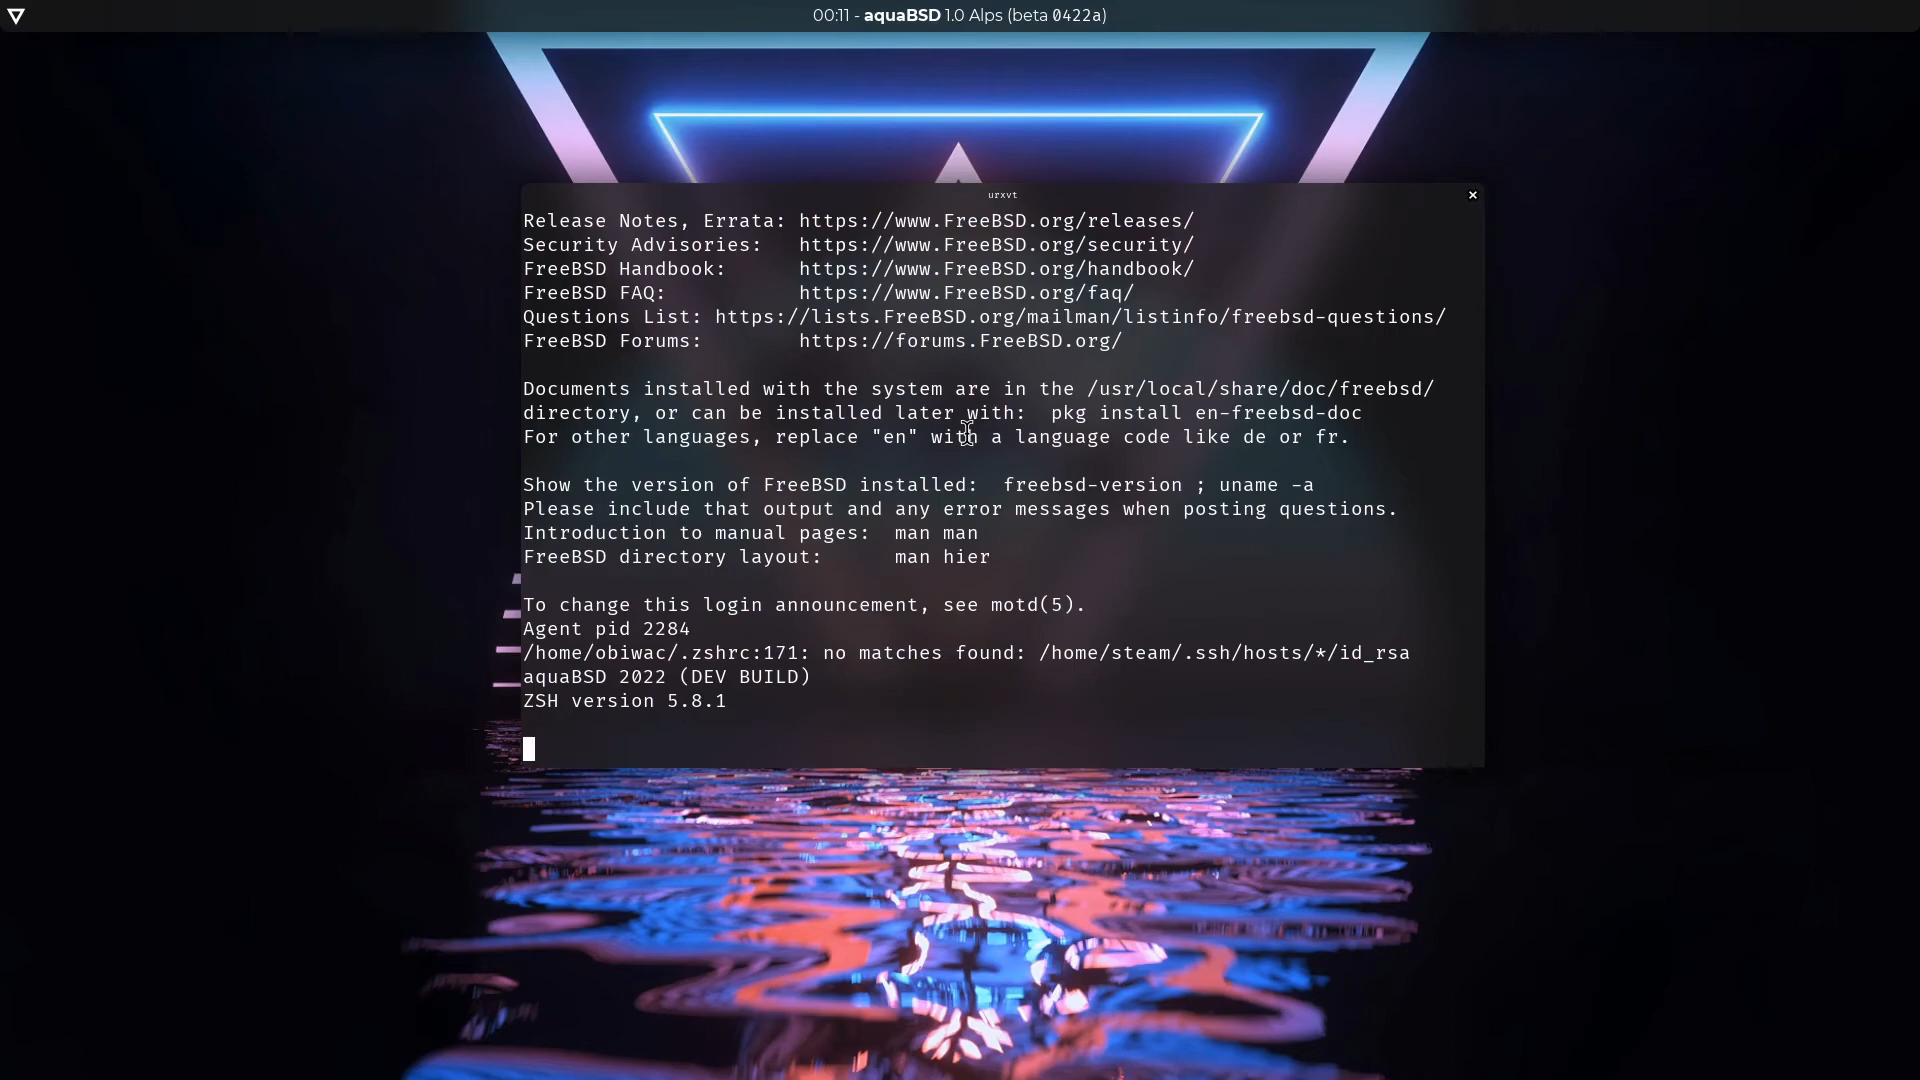 00:11 - aquaBSD 1.0 Alps (beta 0422a)
urxvt
Release Notes, Errata: https://www.FreeBSD.org/releases/
Security Advisories:   https://www.FreeBSD.org/security/
FreeBSD Handbook:      https://www.FreeBSD.org/handbook/
FreeBSD FAQ:           https://www.FreeBSD.org/faq/
Questions List: https://lists.FreeBSD.org/mailman/listinfo/freebsd-questions/
FreeBSD Forums:        https://forums.FreeBSD.org/
Documents installed with the system are in the /usr/local/share/doc/freebsd/
directory, or can be installed later with:  pkg install en-freebsd-doc
For other languages, replace "en" with a language code like de or fr.
Show the version of FreeBSD installed:  freebsd-version ; uname -a
Please include that output and any error messages when posting questions.
Introduction to manual pages:  man man
FreeBSD directory layout:      man hier
To change this login announcement, see motd(5).
Agent pid 2284
/home/obiwac/.zshrc:171: no matches found: /home/steam/.ssh/hosts/*/id_rsa
aquaBSD 2022 (DEV BUILD)
ZSH version 5.8.1